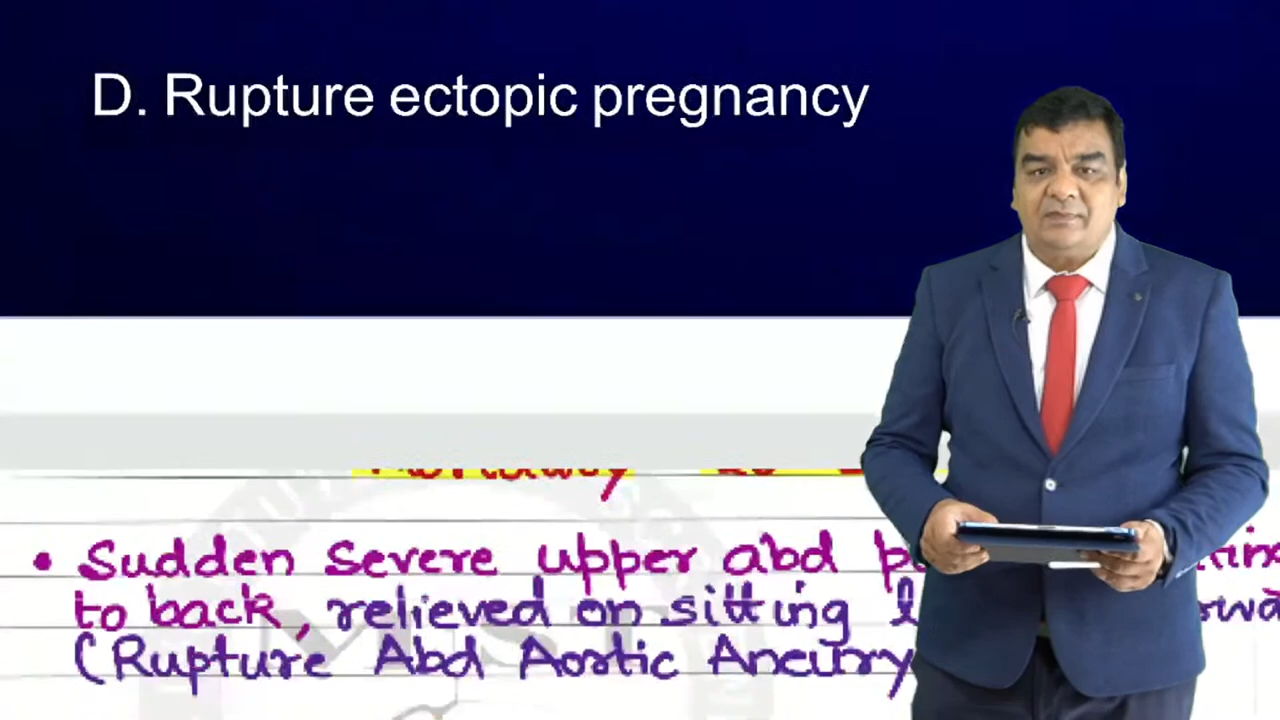 D. Rupture ectopic pregnancy
• Sudden severe upper abd
to back, relieved on sitting
(Rupture Abd Aortic Aneury